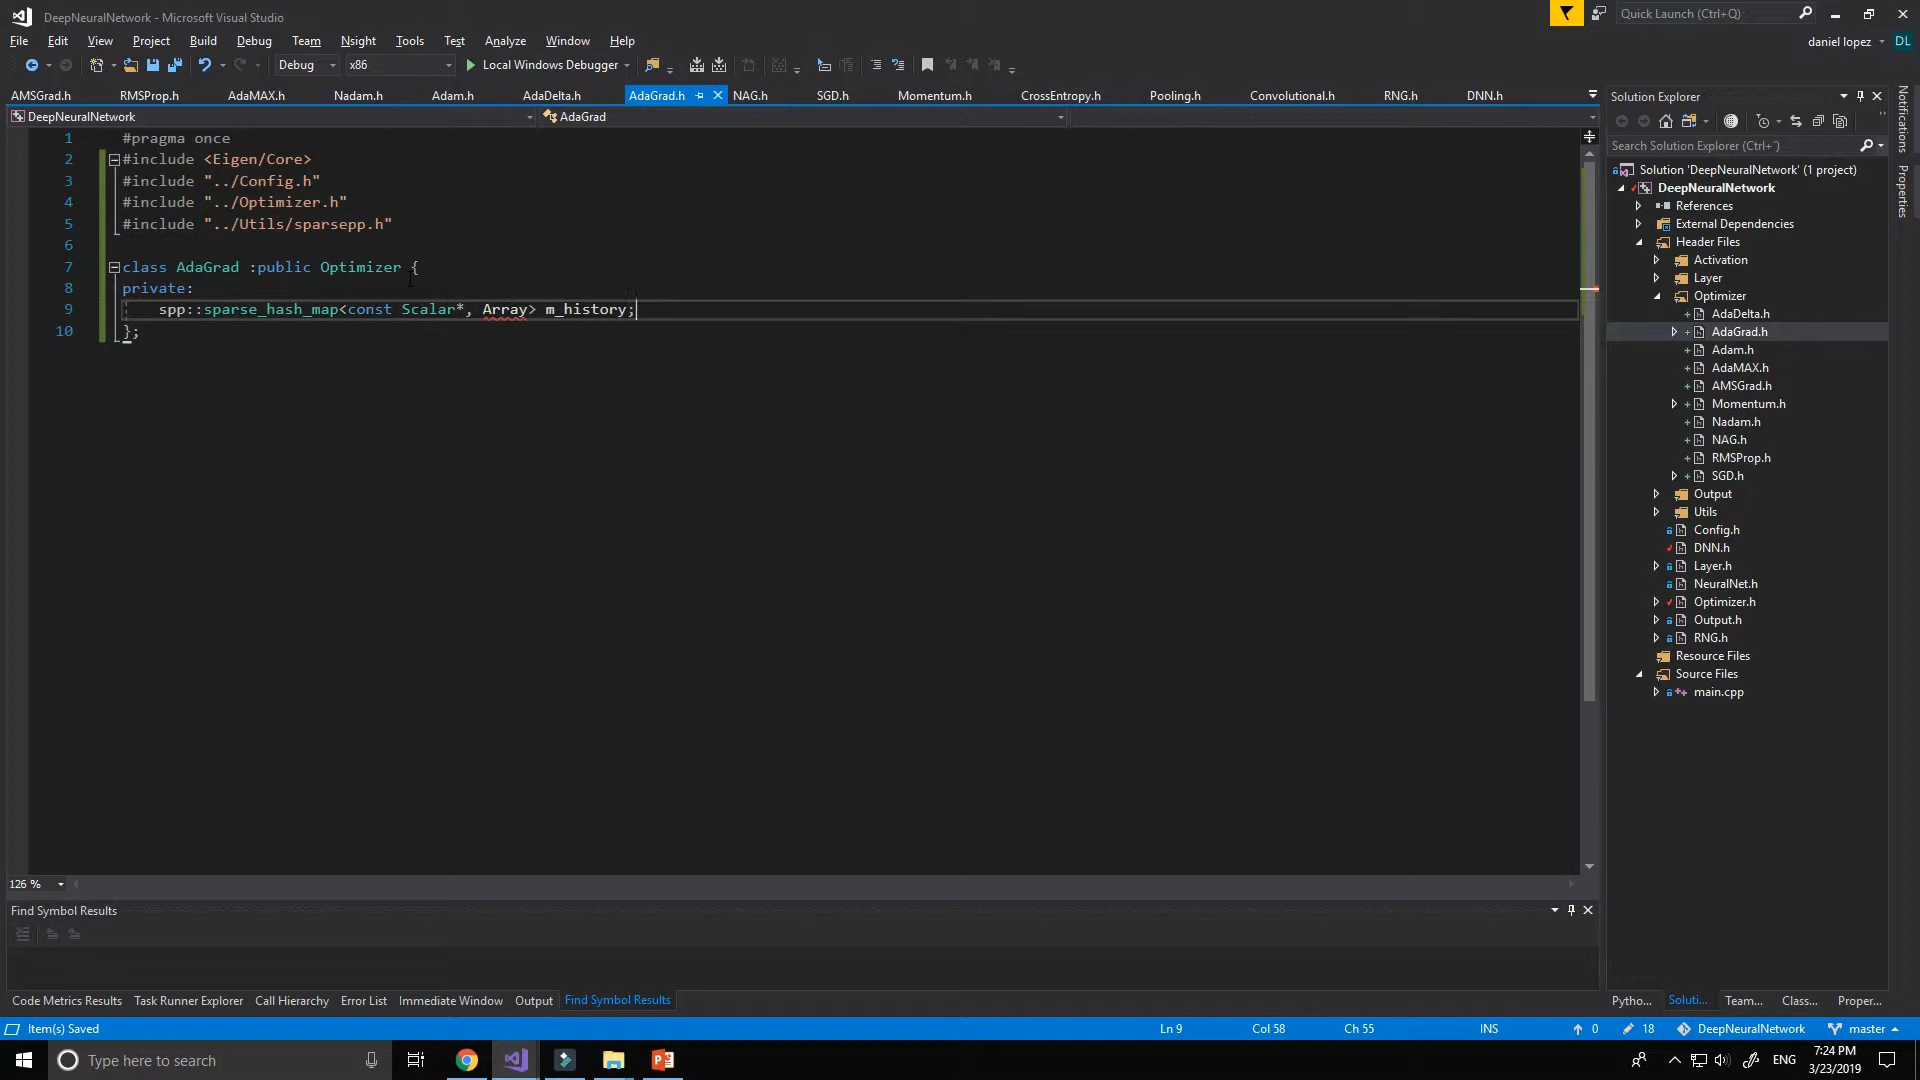 DeepNeuralNetwork - Microsoft Visual Studio
Quick Launch (Ctrl+Q)
File Edit View Project Build Debug Team Nsight Tools Test Analyze Window Help
daniel lopez
DL
Debug x86 Local Windows Debugger
AMSGrad.h RMSProp.h AdaMAX.h Nadam.h Adam.h AdaDelta.h AdaGrad.h NAG.h SGD.h Momentum.h CrossEntropy.h Pooling.h Convolutional.h RNG.h DNN.h
DeepNeuralNetwork AdaGrad
1 #pragma once
2 #include <Eigen/Core>
3 #include "../Config.h"
4 #include "../Optimizer.h"
5 #include "../Utils/sparsepp.h"
6
7 class AdaGrad :public Optimizer {
8 private:
9 spp::sparse_hash_map<const Scalar*, Array> m_history;
10 };
Solution Explorer
Search Solution Explorer (Ctrl+¨)
Solution 'DeepNeuralNetwork' (1 project)
DeepNeuralNetwork
References
External Dependencies
Header Files
Activation
Layer
Optimizer
AdaDelta.h
AdaGrad.h
Adam.h
AdaMAX.h
AMSGrad.h
Momentum.h
Nadam.h
NAG.h
RMSProp.h
SGD.h
Output
Utils
Config.h
DNN.h
Layer.h
NeuralNet.h
Optimizer.h
Output.h
RNG.h
Resource Files
Source Files
main.cpp
Notifications
Properties
126 %
Find Symbol Results
Code Metrics Results Task Runner Explorer Call Hierarchy Error List Immediate Window Output Find Symbol Results
Pytho... Soluti... Team... Class... Proper...
Item(s) Saved Ln 9 Col 58 Ch 55 INS 0 18 DeepNeuralNetwork master
Type here to search
ENG
7:24 PM
3/23/2019